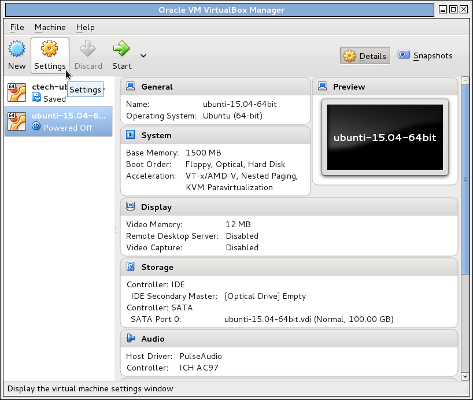 Oracle VM VirtualBox Manager
File Machine Help
New Settings Discard Start Details Snapshots
ctech-ub
Saved
Settings
ubunti-15.04-6...
Powered Off
General
Name: ubunti-15.04-64bit
Operating System: Ubuntu (64-bit)
Preview
ubunti-15.04-64bit
System
Base Memory: 1500 MB
Boot Order: Floppy, Optical, Hard Disk
Acceleration: VT-x/AMD-V, Nested Paging,
KVM Paravirtualization
Display
Video Memory: 12 MB
Remote Desktop Server: Disabled
Video Capture: Disabled
Storage
Controller: IDE
IDE Secondary Master: [Optical Drive] Empty
Controller: SATA
SATA Port 0: ubunti-15.04-64bit.vdi (Normal, 100.00 GB)
Audio
Host Driver: PulseAudio
Controller: ICH AC97
Display the virtual machine settings window